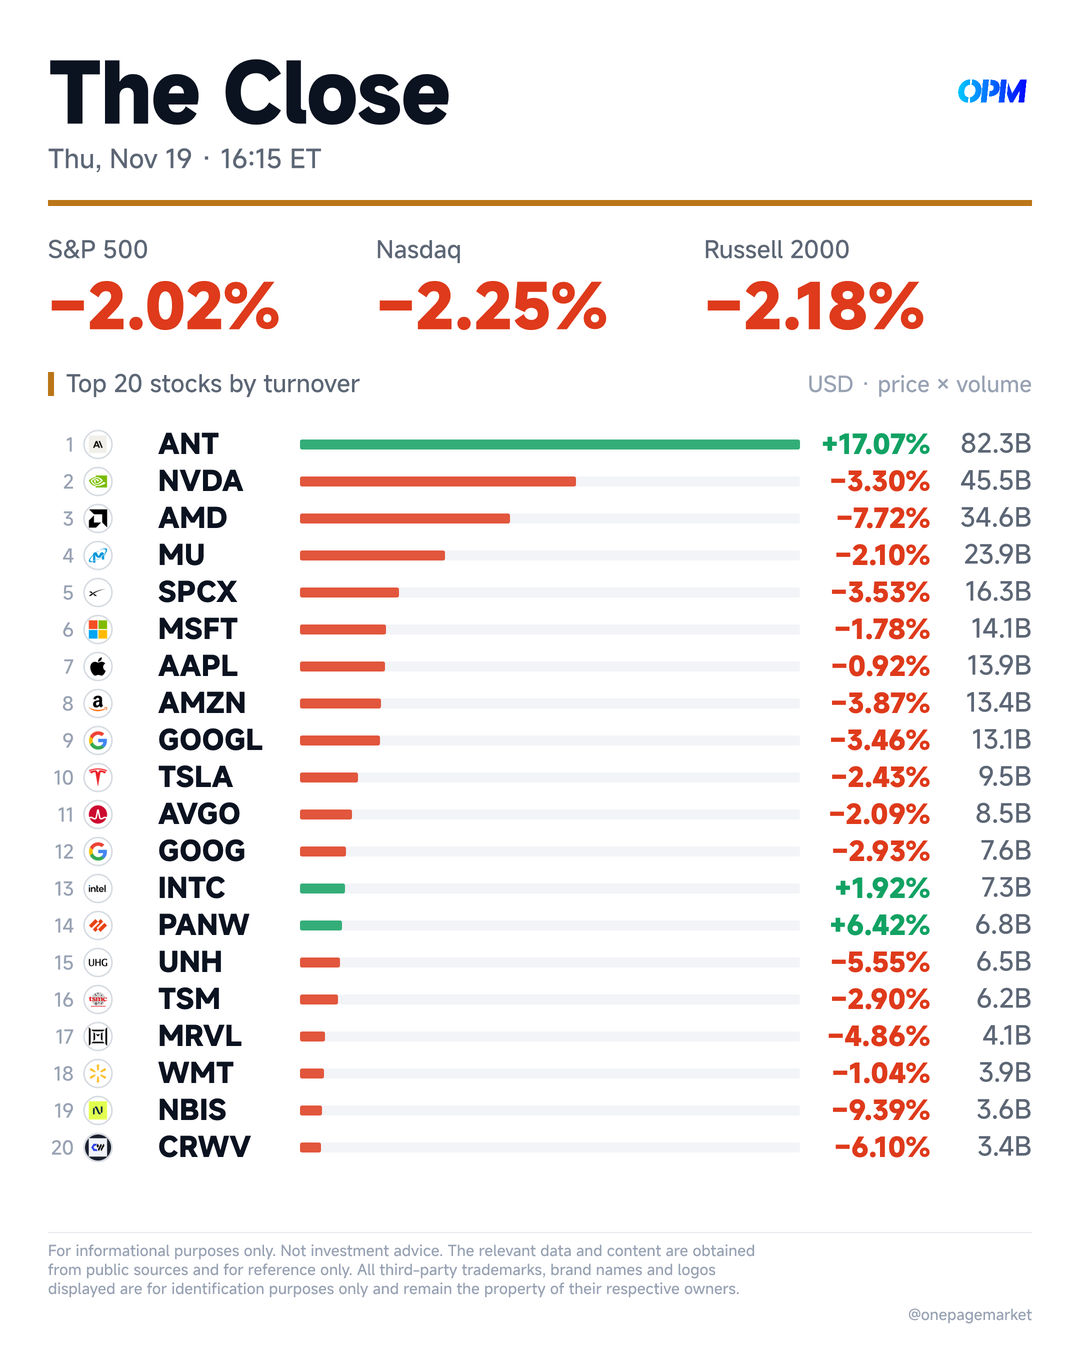 The Close
OPM
Thu, Nov 19 · 16:15 ET
S&P 500 Nasdaq Russell 2000
−2.02% −2.25% −2.18%
Top 20 stocks by turnover USD · price × volume
1 ANT +17.07% 82.3B
2 NVDA −3.30% 45.5B
3 AMD −7.72% 34.6B
4 MU −2.10% 23.9B
5 SPCX −3.53% 16.3B
6 MSFT −1.78% 14.1B
7 AAPL −0.92% 13.9B
8 AMZN −3.87% 13.4B
9 GOOGL −3.46% 13.1B
10 TSLA −2.43% 9.5B
11 AVGO −2.09% 8.5B
12 GOOG −2.93% 7.6B
13 intel INTC +1.92% 7.3B
14 PANW +6.42% 6.8B
15 UHG UNH −5.55% 6.5B
16 tsmc TSM −2.90% 6.2B
17 MRVL −4.86% 4.1B
18 WMT −1.04% 3.9B
19 NBIS −9.39% 3.6B
20 CRWV −6.10% 3.4B
For informational purposes only. Not investment advice. The relevant data and content are obtained
from public sources and for reference only. All third-party trademarks, brand names and logos
displayed are for identification purposes only and remain the property of their respective owners.
@onepagemarket